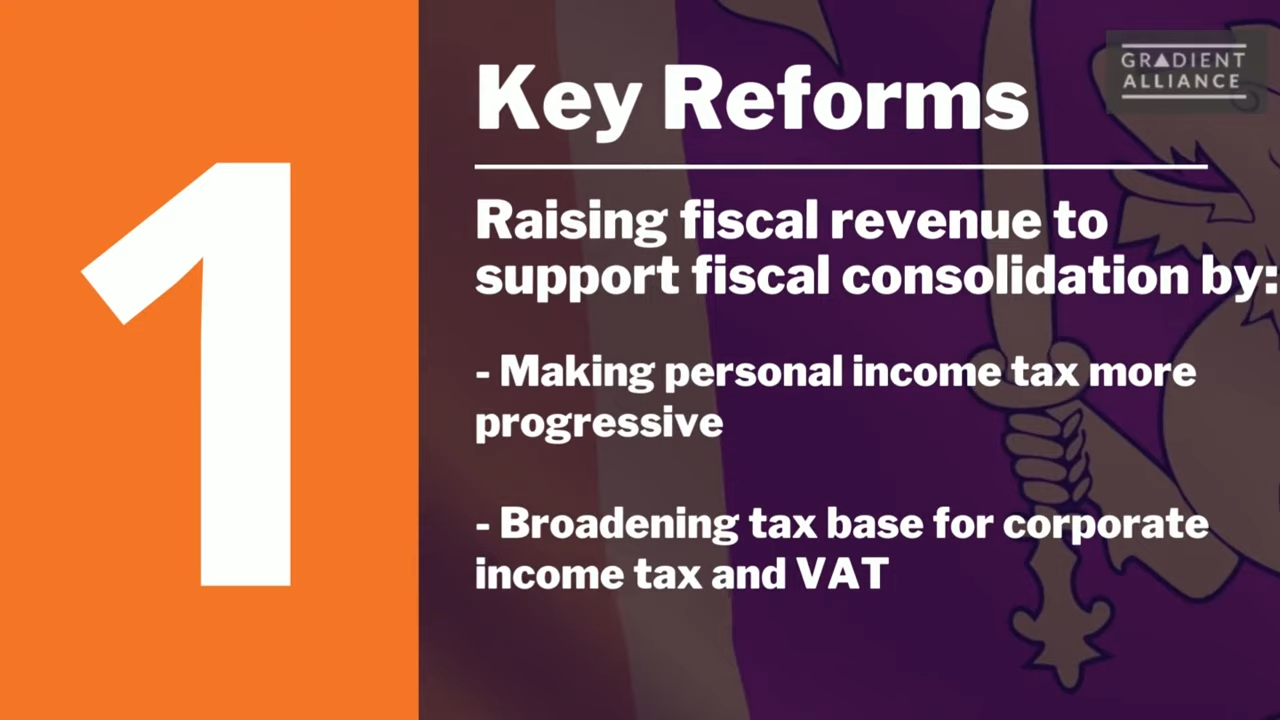 1
Key Reforms
GRADIENT
ALLIANCE
Raising fiscal revenue to
support fiscal consolidation by:
- Making personal income tax more
progressive
- Broadening tax base for corporate
income tax and VAT